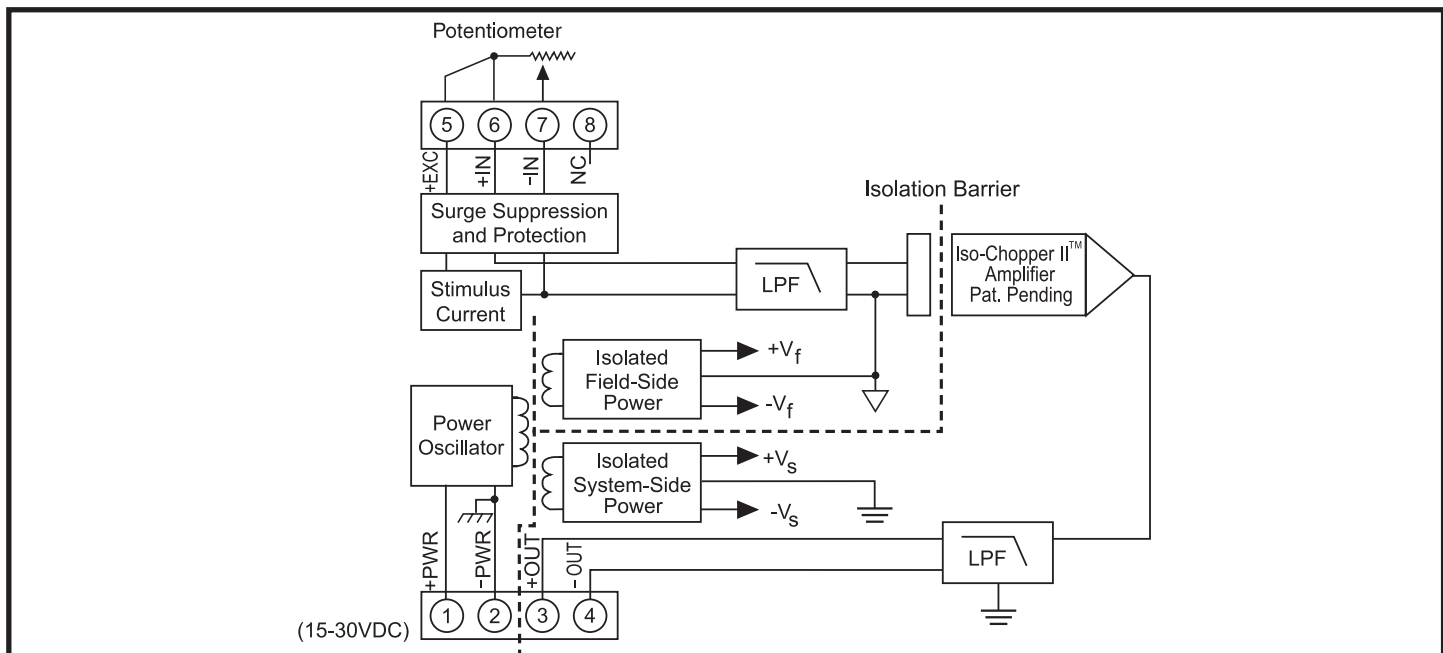 Potentiometer
5 6 7 8
+EXC
+IN
-IN
NC
Surge Suppression
and Protection
Isolation Barrier
Stimulus
Current
LPF
Iso-Chopper II™
Amplifier
Pat. Pending
Isolated
Field-Side
Power
+Vf
-Vf
Power
Oscillator
Isolated
System-Side
Power
+Vs
-Vs
LPF
+PWR
-PWR
+OUT
-OUT
1 2 3 4
(15-30VDC)